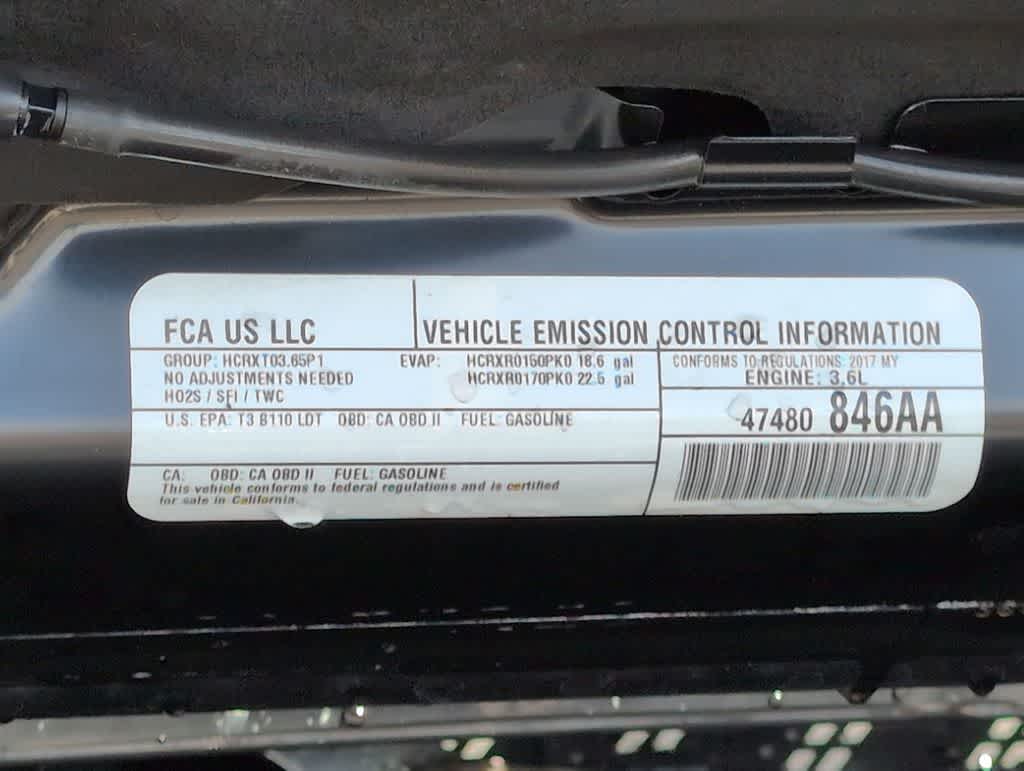 FCA US LLC
VEHICLE EMISSION CONTROL INFORMATION
GROUP: HCRXT03.65P1
NO ADJUSTMENTS NEEDED
HO2S / SFI / TWC
EVAP: HCRXR0150PK0 18.6 gal
HCRXR0170PK0 22.5 gal
CONFORMS TO REGULATIONS: 2017 MY
ENGINE: 3.6L
U.S. EPA: T3 B110 LDT OBD: CA OBD II FUEL: GASOLINE
47480 846AA
CA: OBD: CA OBD II FUEL: GASOLINE
This vehicle conforms to federal regulations and is certified
for sale in California.